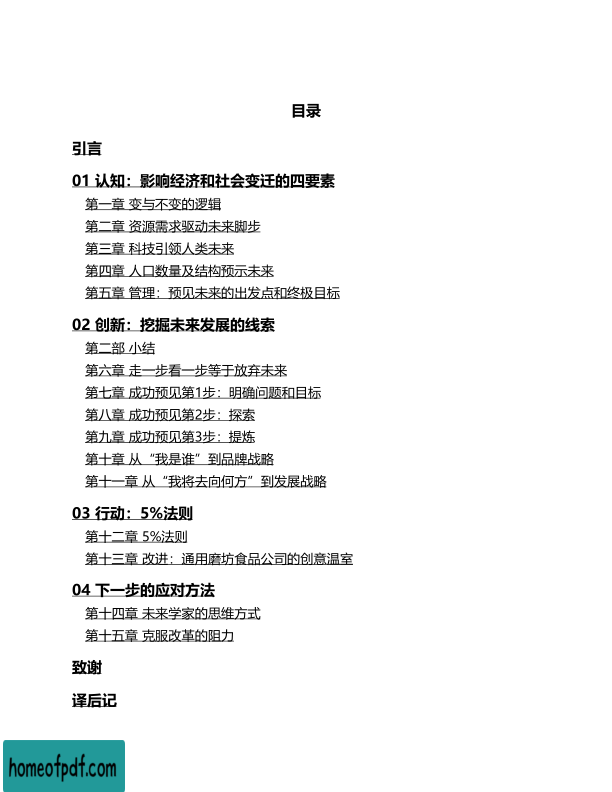 目录
引言
01 认知：影响经济和社会变迁的四要素
第一章 变与不变的逻辑
第二章 资源需求驱动未来脚步
第三章 科技引领人类未来
第四章 人口数量及结构预示未来
第五章 管理：预见未来的出发点和终极目标
02 创新：挖掘未来发展的线索
第二部 小结
第六章 走一步看一步等于放弃未来
第七章 成功预见第1步：明确问题和目标
第八章 成功预见第2步：探索
第九章 成功预见第3步：提炼
第十章 从“我是谁”到品牌战略
第十一章 从“我将去向何方”到发展战略
03 行动：5%法则
第十二章 5%法则
第十三章 改进：通用磨坊食品公司的创意温室
04 下一步的应对方法
第十四章 未来学家的思维方式
第十五章 克服改革的阻力
致谢
译后记
homeofpdf.com